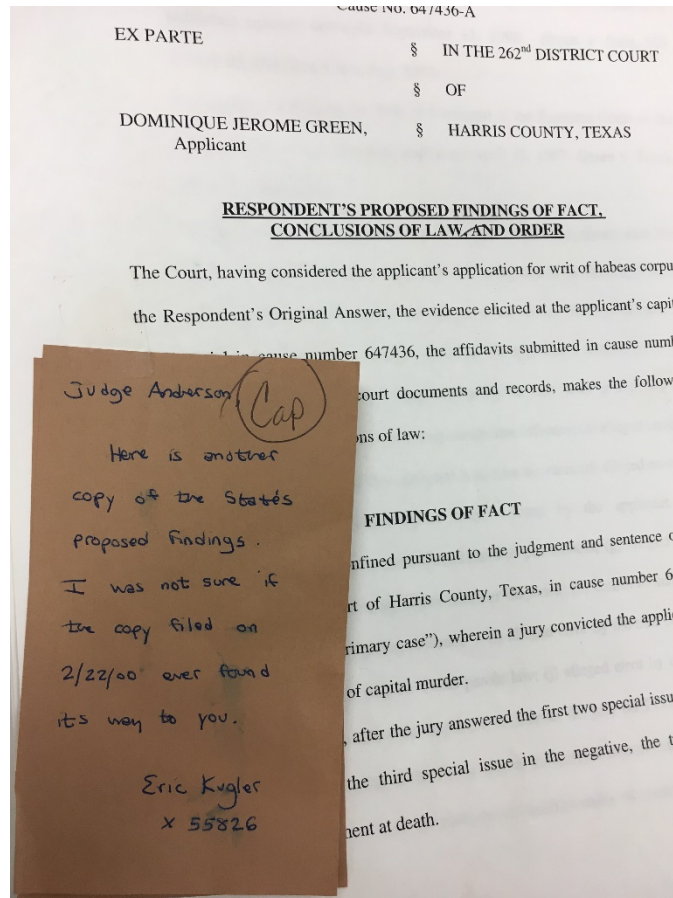 Cause No. 647436-A
EX PARTE § IN THE 262nd DISTRICT COURT
§ OF
DOMINIQUE JEROME GREEN, § HARRIS COUNTY, TEXAS
Applicant
RESPONDENT'S PROPOSED FINDINGS OF FACT,
CONCLUSIONS OF LAW, AND ORDER
The Court, having considered the applicant's application for writ of habeas corpu
the Respondent's Original Answer, the evidence elicited at the applicant's capit
in cause number 647436, the affidavits submitted in cause numb
court documents and records, makes the follow
ons of law:
FINDINGS OF FACT
nfined pursuant to the judgment and sentence o
rt of Harris County, Texas, in cause number 6
rimary case"), wherein a jury convicted the appli
of capital murder.
, after the jury answered the first two special issu
the third special issue in the negative, the t
ment at death.
Judge Anderson,
Cap
Here is another
copy of the State's
proposed findings.
I was not sure if
the copy filed on
2/22/00 ever found
its way to you.
Eric Kugler
x 55826